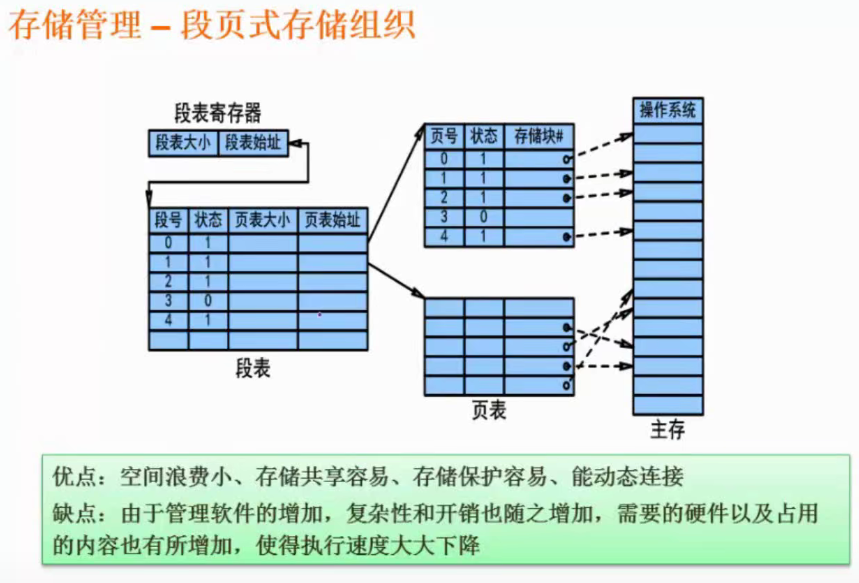 存储管理 – 段页式存储组织
段表寄存器
段表大小 段表始址
段号 状态 页表大小 页表始址
0 1
1 1
2 1
3 0
4 1
段表
页号 状态 存储块#
0 1
1 1
2 1
3 0
4 1
页表
操作系统
主存
优点：空间浪费小、存储共享容易、存储保护容易、能动态连接
缺点：由于管理软件的增加，复杂性和开销也随之增加，需要的硬件以及占用
的内容也有所增加，使得执行速度大大下降